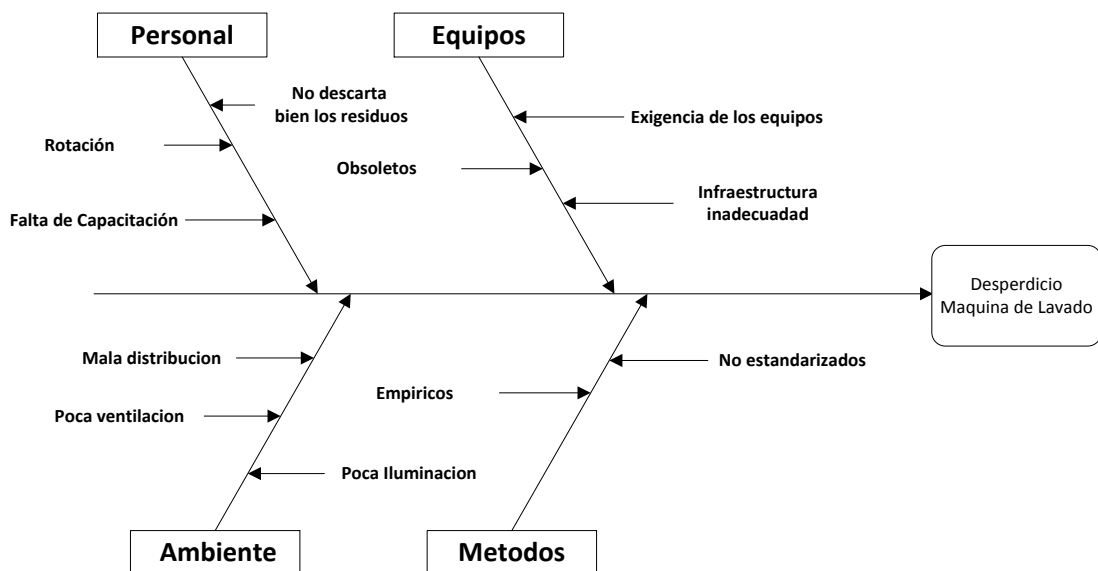 Personal
Equipos
No descarta
bien los residuos
Exigencia de los equipos
Rotación
Obsoletos
Infraestructura
inadecuadad
Falta de Capacitación
Desperdicio
Maquina de Lavado
Mala distribucion
No estandarizados
Empiricos
Poca ventilacion
Poca Iluminacion
Ambiente
Metodos